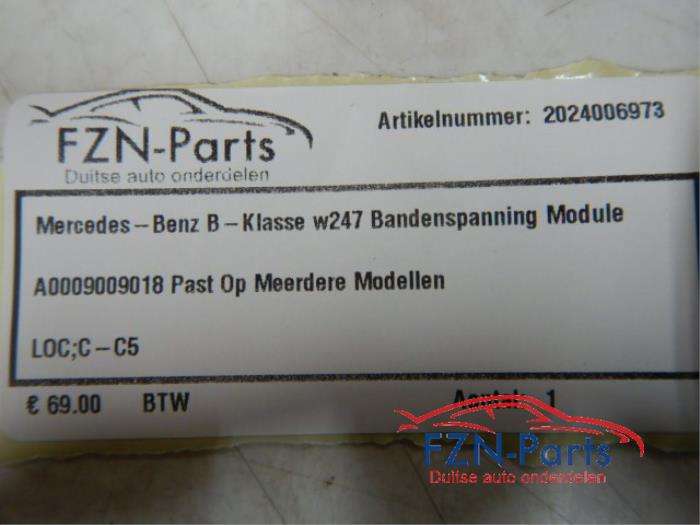 FZN-Parts
Duitse auto onderdelen
Artikelnummer: 2024006973
Mercedes-Benz B-Klasse w247 Bandenspanning Module
A0009009018 Past Op Meerdere Modellen
LOC;C-C5
€ 69.00 BTW Aantal: 1
FZN-Parts
Duitse auto onderdelen